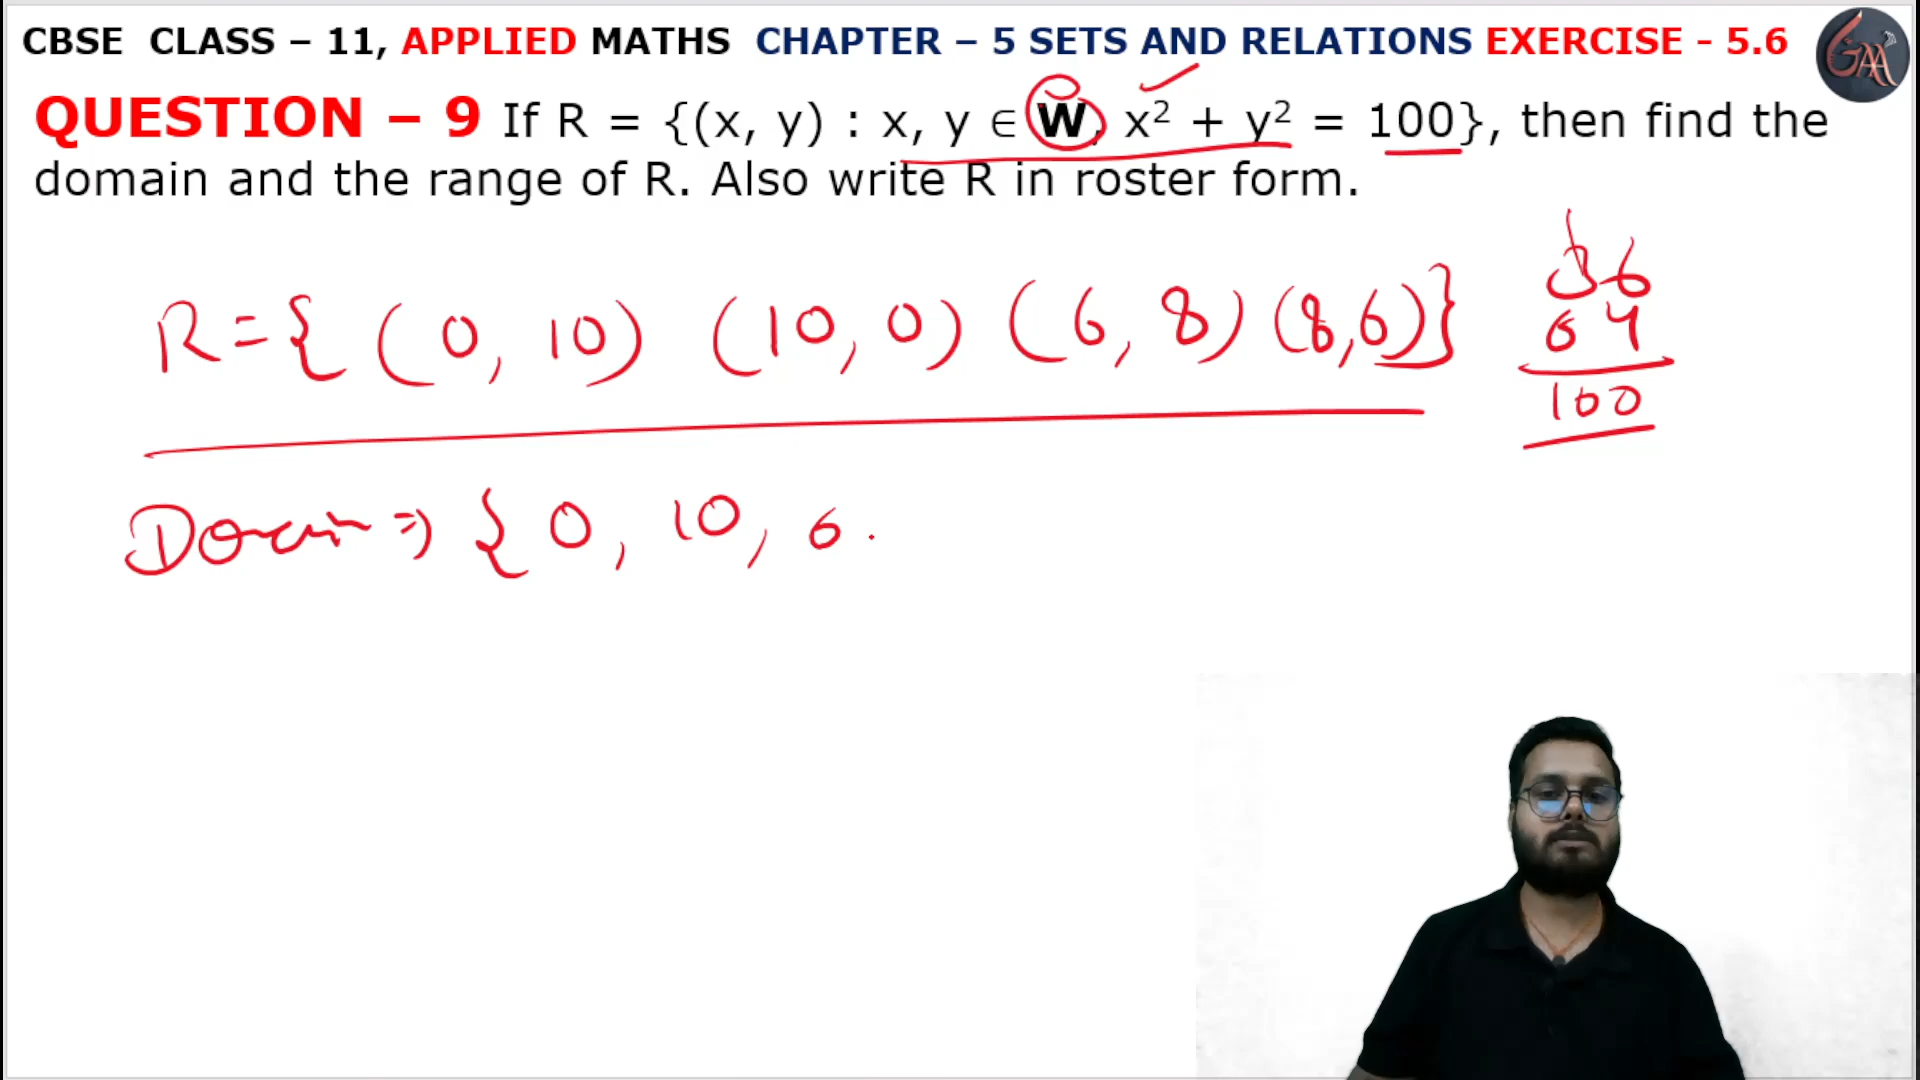 CBSE CLASS – 11, APPLIED MATHS CHAPTER – 5 SETS AND RELATIONS EXERCISE - 5.6
GAA
QUESTION – 9 If R = {(x, y) : x, y ∈ W, x² + y² = 100}, then find the
domain and the range of R. Also write R in roster form.
R = { (0, 10) (10, 0) (6, 8) (8,6)}
36
64
100
Domain ⇒ { 0, 10, 6